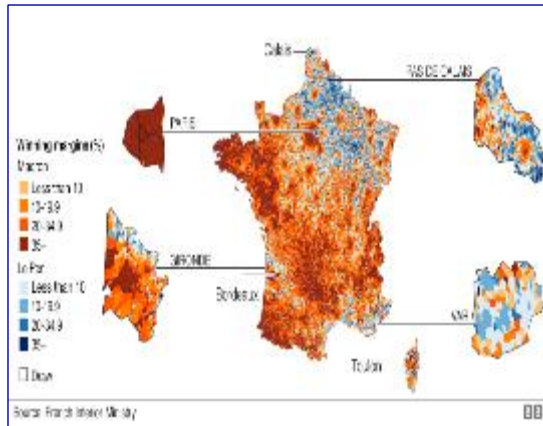 Calais
PAS DE CALAIS
PARIS
Winning margine (%)
Macron
Less than 10
10-19.9
20-34.9
35+
GIRONDE
Le Pen
Less than 10
10-19.9
20-34.9
35+
Bordeaux
VAR
Draw
Toulon
Source: French Interior Ministry